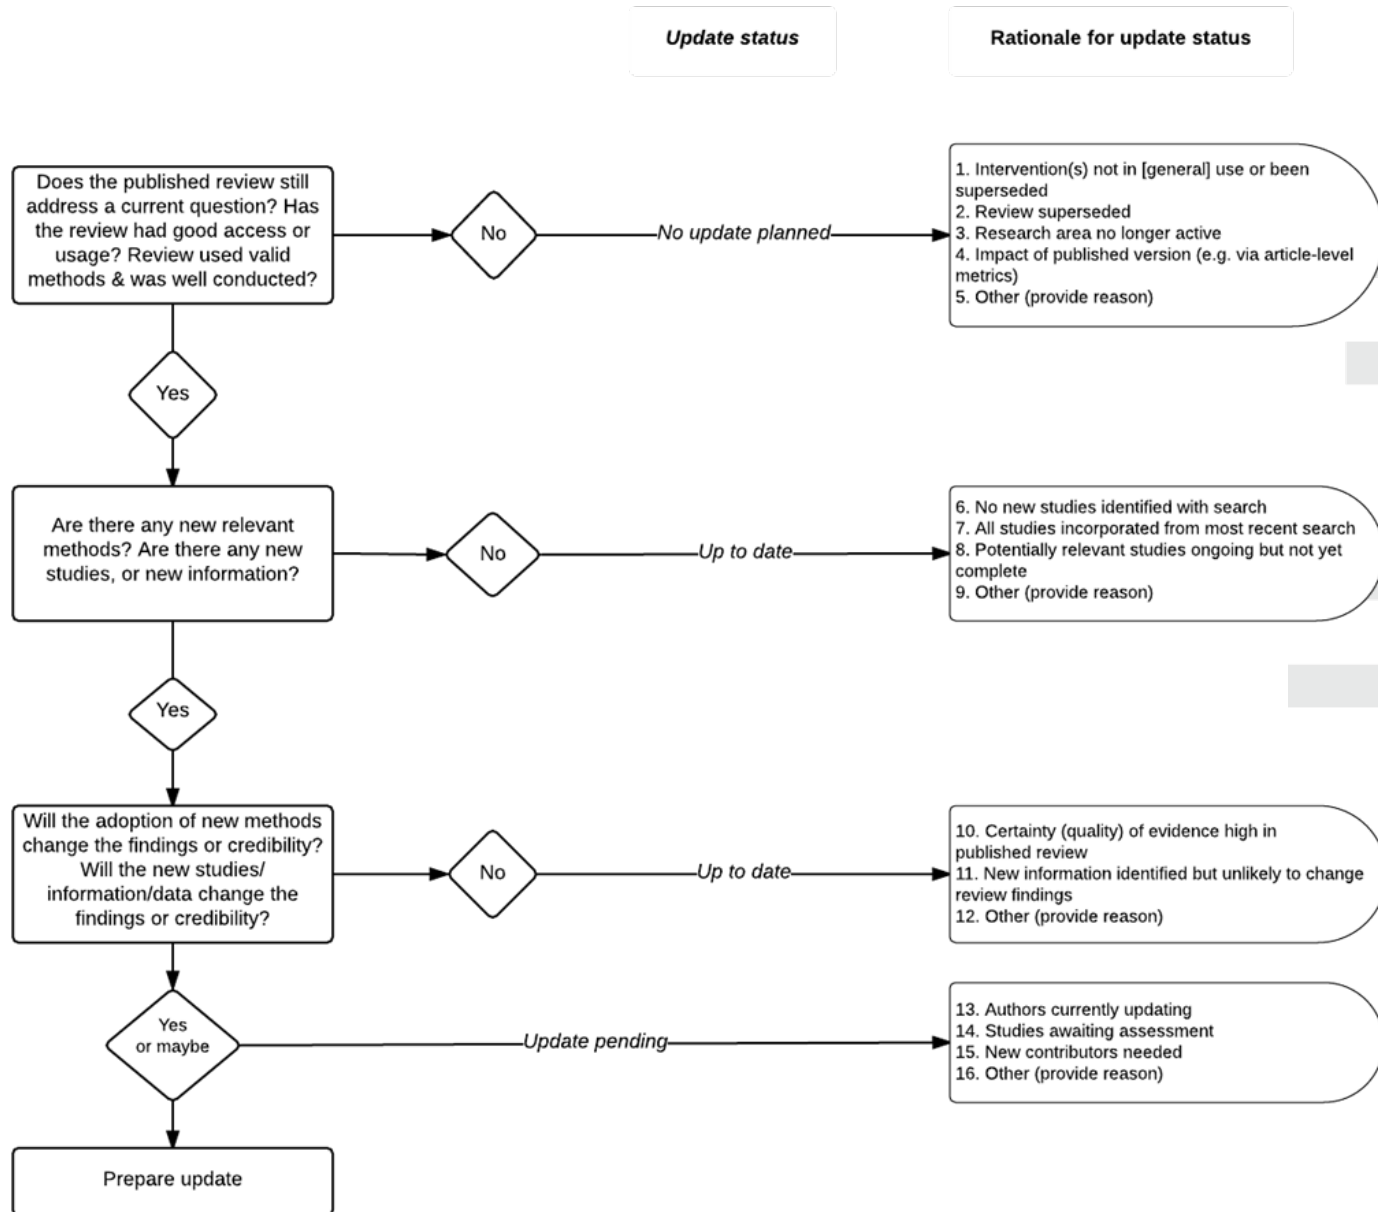 Update status
Rationale for update status
Does the published review still
address a current question? Has
the review had good access or
usage? Review used valid
methods & was well conducted?
No
No update planned
1. Intervention(s) not in [general] use or been
superseded
2. Review superseded
3. Research area no longer active
4. Impact of published version (e.g. via article-level
metrics)
5. Other (provide reason)
Yes
Are there any new relevant
methods? Are there any new
studies, or new information?
No
Up to date
6. No new studies identified with search
7. All studies incorporated from most recent search
8. Potentially relevant studies ongoing but not yet
complete
9. Other (provide reason)
Yes
Will the adoption of new methods
change the findings or credibility?
Will the new studies/
information/data change the
findings or credibility?
No
Up to date
10. Certainty (quality) of evidence high in
published review
11. New information identified but unlikely to change
review findings
12. Other (provide reason)
Yes
or maybe
Update pending
13. Authors currently updating
14. Studies awaiting assessment
15. New contributors needed
16. Other (provide reason)
Prepare update